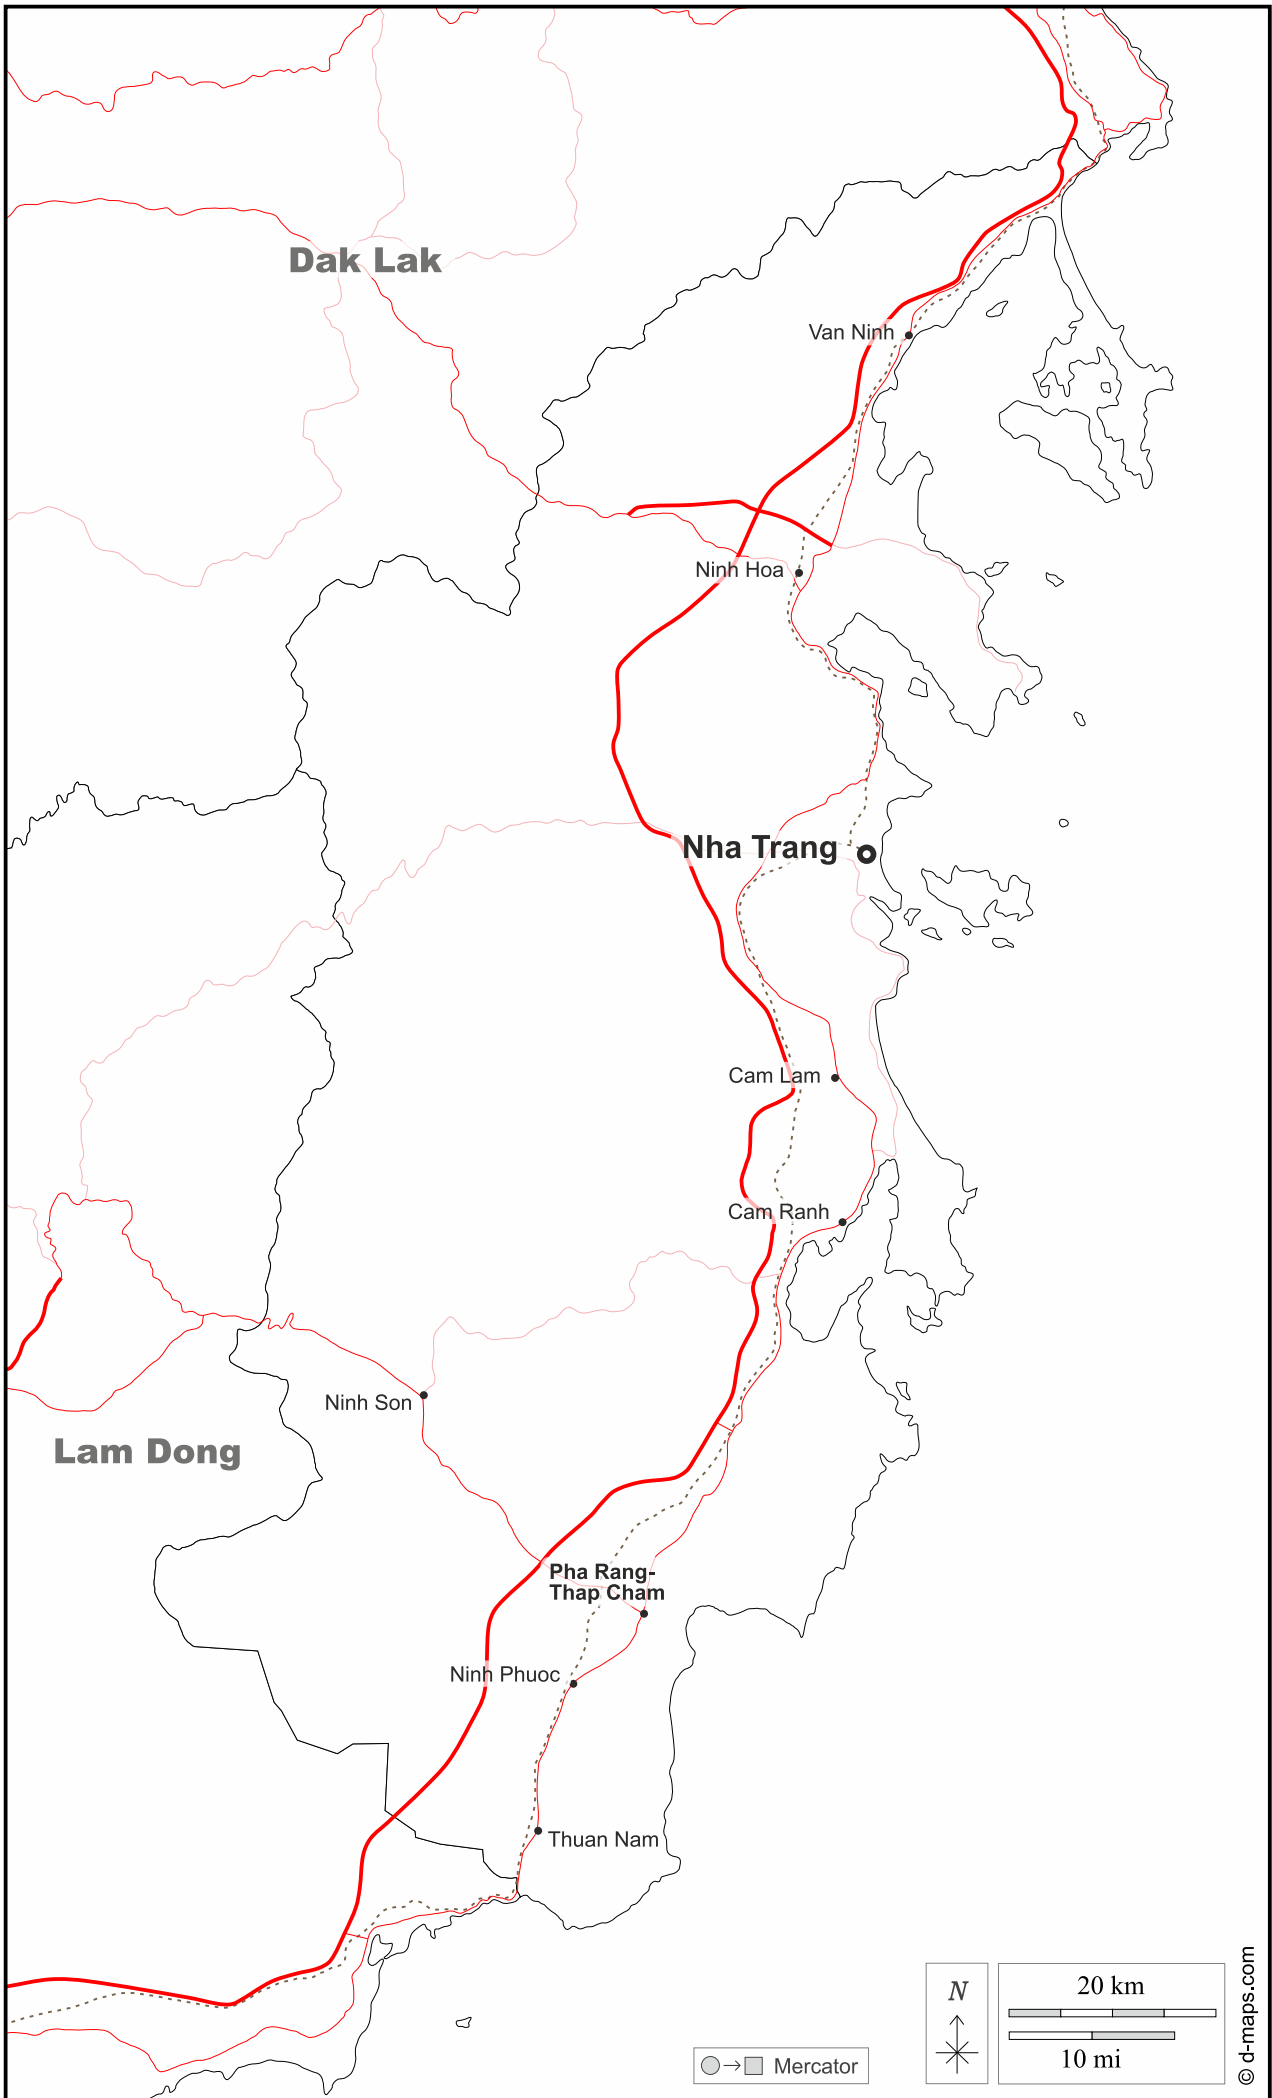 Dak Lak
Van Ninh
Ninh Hoa
Nha Trang
Cam Lam
Cam Ranh
Ninh Son
Lam Dong
Pha Rang-
Thap Cham
Ninh Phuoc
Thuan Nam
N
20 km
10 mi
Mercator
© d-maps.com